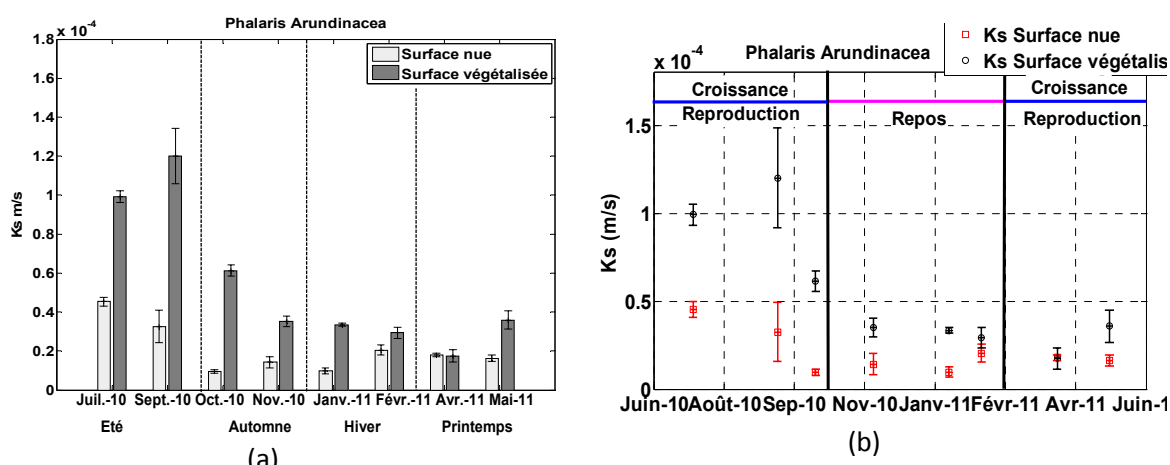 Phalaris Arundinacea
x 10⁻⁴
1.8
1.6
1.4
1.2
1
0.8
0.6
0.4
0.2
0
Ks m/s
Surface nue
Surface végétalisée
Juil.-10 Sept.-10 Oct.-10 Nov.-10 Janv.-11 Févr.-11 Avr.-11 Mai-11
Eté Automne Hiver Printemps
(a)
Ks Surface nue
Ks Surface végétalis
x 10⁻⁴
Phalaris Arundinacea
Croissance Croissance
Reproduction Repos Reproduction
1.5
1
0.5
0
Ks (m/s)
Juin-10 Août-10 Sep-10 Nov-10 Janv-11 Févr-11 Avr-11 Juin-1
(b)